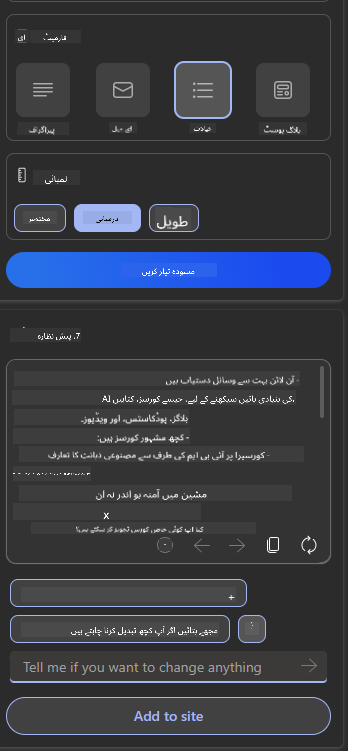 فارمیٹ
پیراگراف
ای میل
نکات
بلاگ پوسٹ
لمبائی
مختصر
درمیانی
طویل
مسودہ تیار کریں
7. پیش نظارہ
- آن لائن بہت سے وسائل دستیاب ہیں
AI کی بنیادی باتیں سیکھنے کے لیے، جیسے کورسز، کتابیں،
بلاگز، پوڈکاسٹس، اور ویڈیوز۔
- کچھ مشہور کورسز ہیں:
- کورسیرا پر آئی بی ایم کی طرف سے مصنوعی ذہانت کا تعارف
مشین میں آمنہ بو اندر نہ ان
x
کیا آپ کوئی خاص کورس تجویز کر سکتے ہیں؟
+
مجھے بتائیں اگر آپ کچھ تبدیل کرنا چاہتے ہیں
Tell me if you want to change anything
Add to site